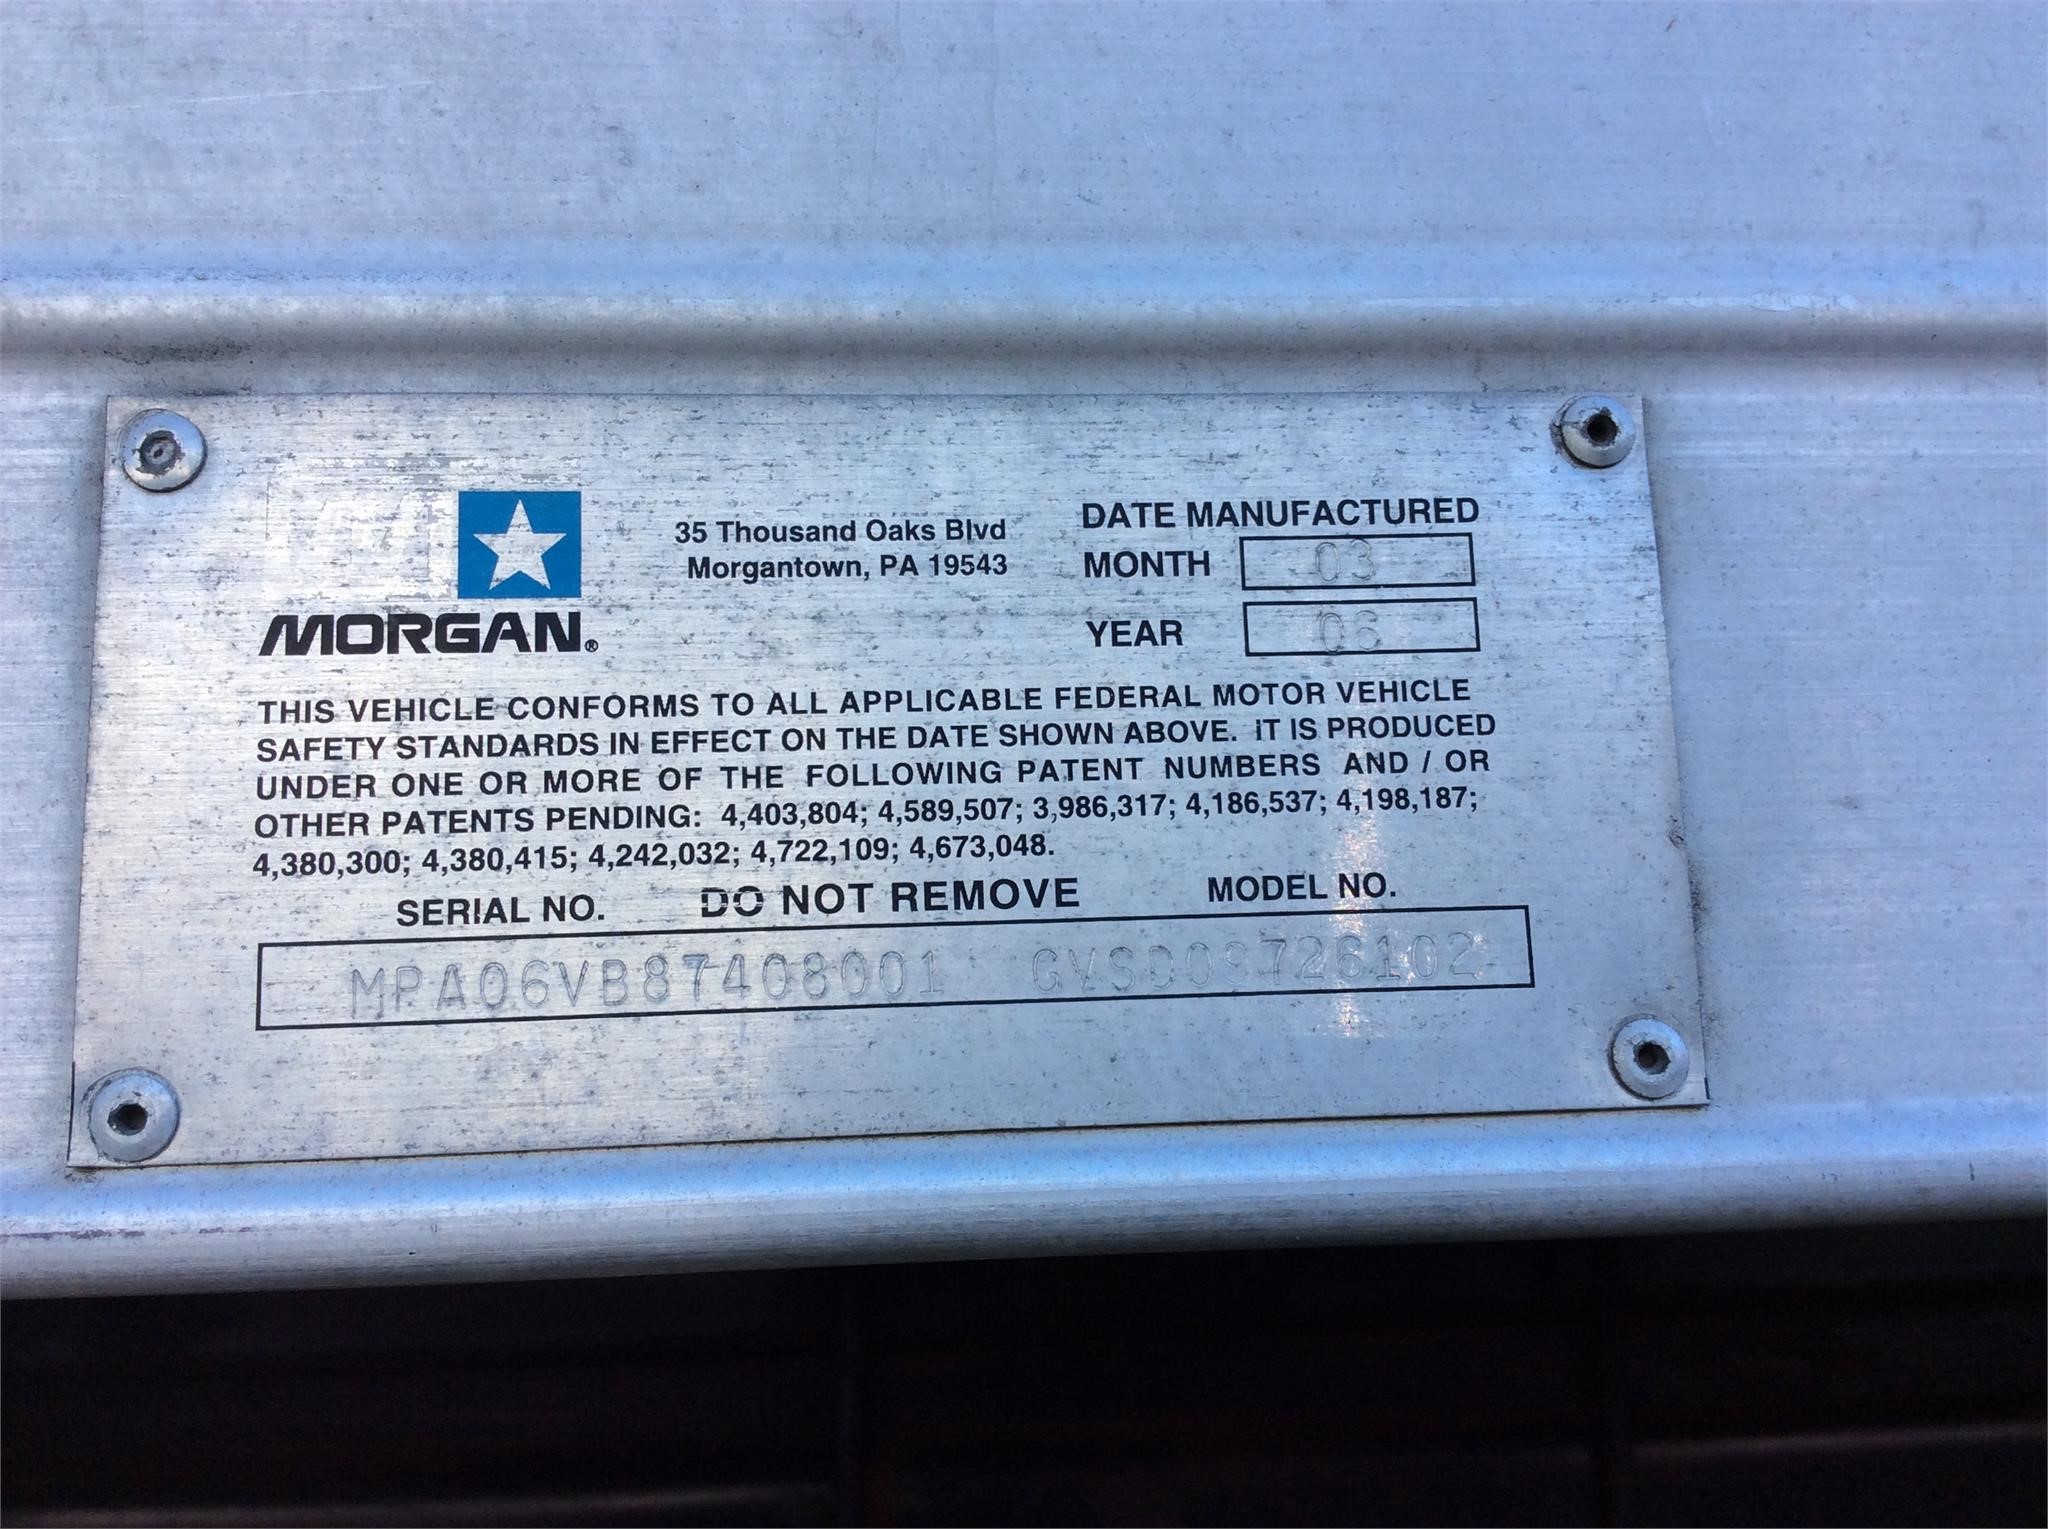 MORGAN®
35 Thousand Oaks Blvd
Morgantown, PA 19543
DATE MANUFACTURED
MONTH 03
YEAR 06
THIS VEHICLE CONFORMS TO ALL APPLICABLE FEDERAL MOTOR VEHICLE
SAFETY STANDARDS IN EFFECT ON THE DATE SHOWN ABOVE. IT IS PRODUCED
UNDER ONE OR MORE OF THE FOLLOWING PATENT NUMBERS AND / OR
OTHER PATENTS PENDING: 4,403,804; 4,589,507; 3,986,317; 4,186,537; 4,198,187;
4,380,300; 4,380,415; 4,242,032; 4,722,109; 4,673,048.
SERIAL NO. DO NOT REMOVE MODEL NO.
MPA06VB87408001 GVSD09726102